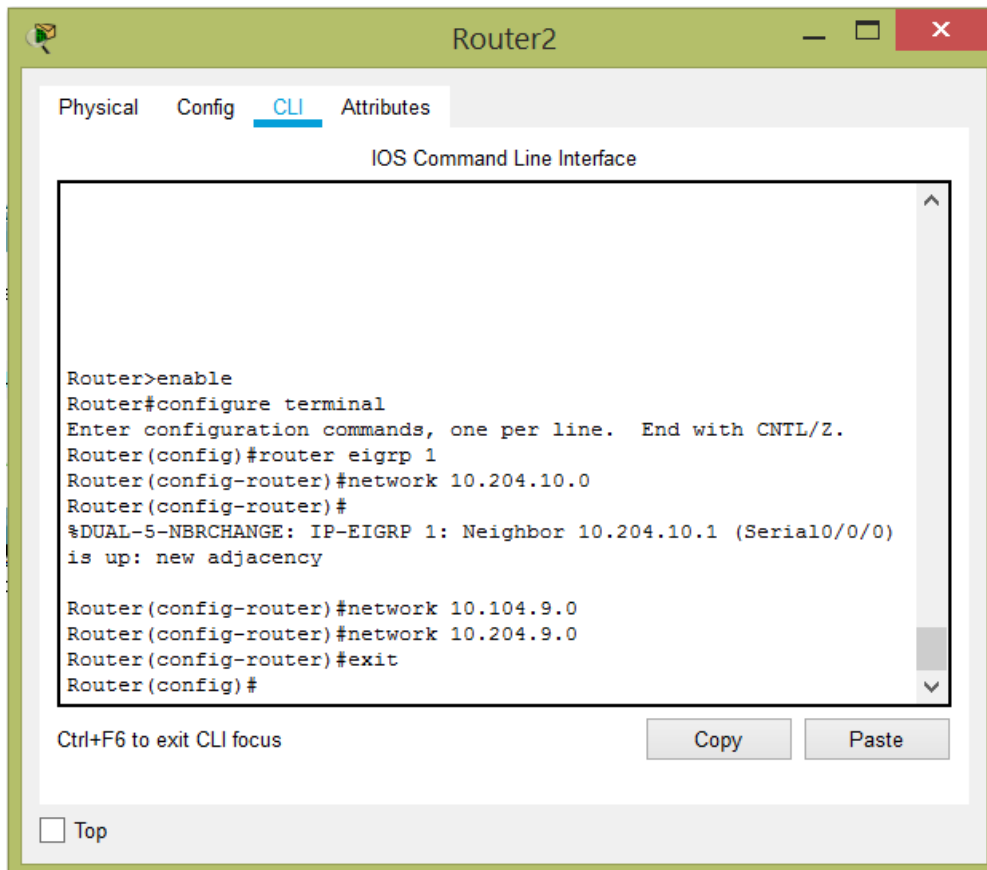 Router2
Physical Config CLI Attributes
IOS Command Line Interface
Router>enable
Router#configure terminal
Enter configuration commands, one per line.  End with CNTL/Z.
Router(config)#router eigrp 1
Router(config-router)#network 10.204.10.0
Router(config-router)#
%DUAL-5-NBRCHANGE: IP-EIGRP 1: Neighbor 10.204.10.1 (Serial0/0/0)
is up: new adjacency
Router(config-router)#network 10.104.9.0
Router(config-router)#network 10.204.9.0
Router(config-router)#exit
Router(config)#
Ctrl+F6 to exit CLI focus
Copy Paste
Top